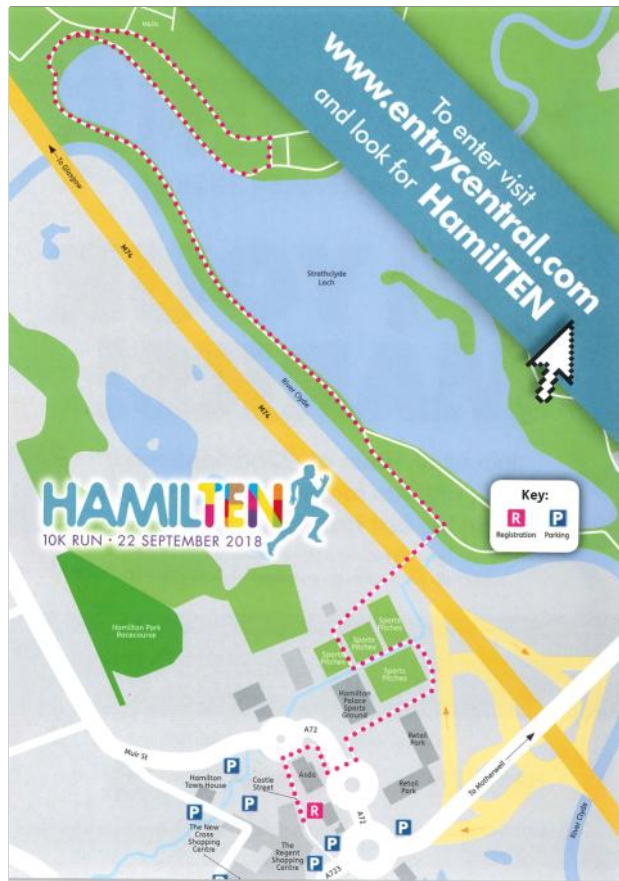 M&Ds
To enter visit
www.entrycentral.com
and look for HamilTEN
To Glasgow
M74
Strathclyde
Loch
River Clyde
M74
HAMILTEN
10K RUN · 22 SEPTEMBER 2018
Key:
R
P
Registration
Parking
Hamilton Park
Racecourse
Sports
Pitches
Sports
Pitches
Sports
Pitches
Sports
Pitches
Hamilton
Palace
Sports
Ground
A72
Retail
Park
Muir St
P
Hamilton
Town House
Castle
Street
Asda
Retail
Park
To Motherwell
P
P
R
A72
P
River Clyde
The New
Cross
Shopping
Centre
The
Regent
Shopping
Centre
P
P
A723
P